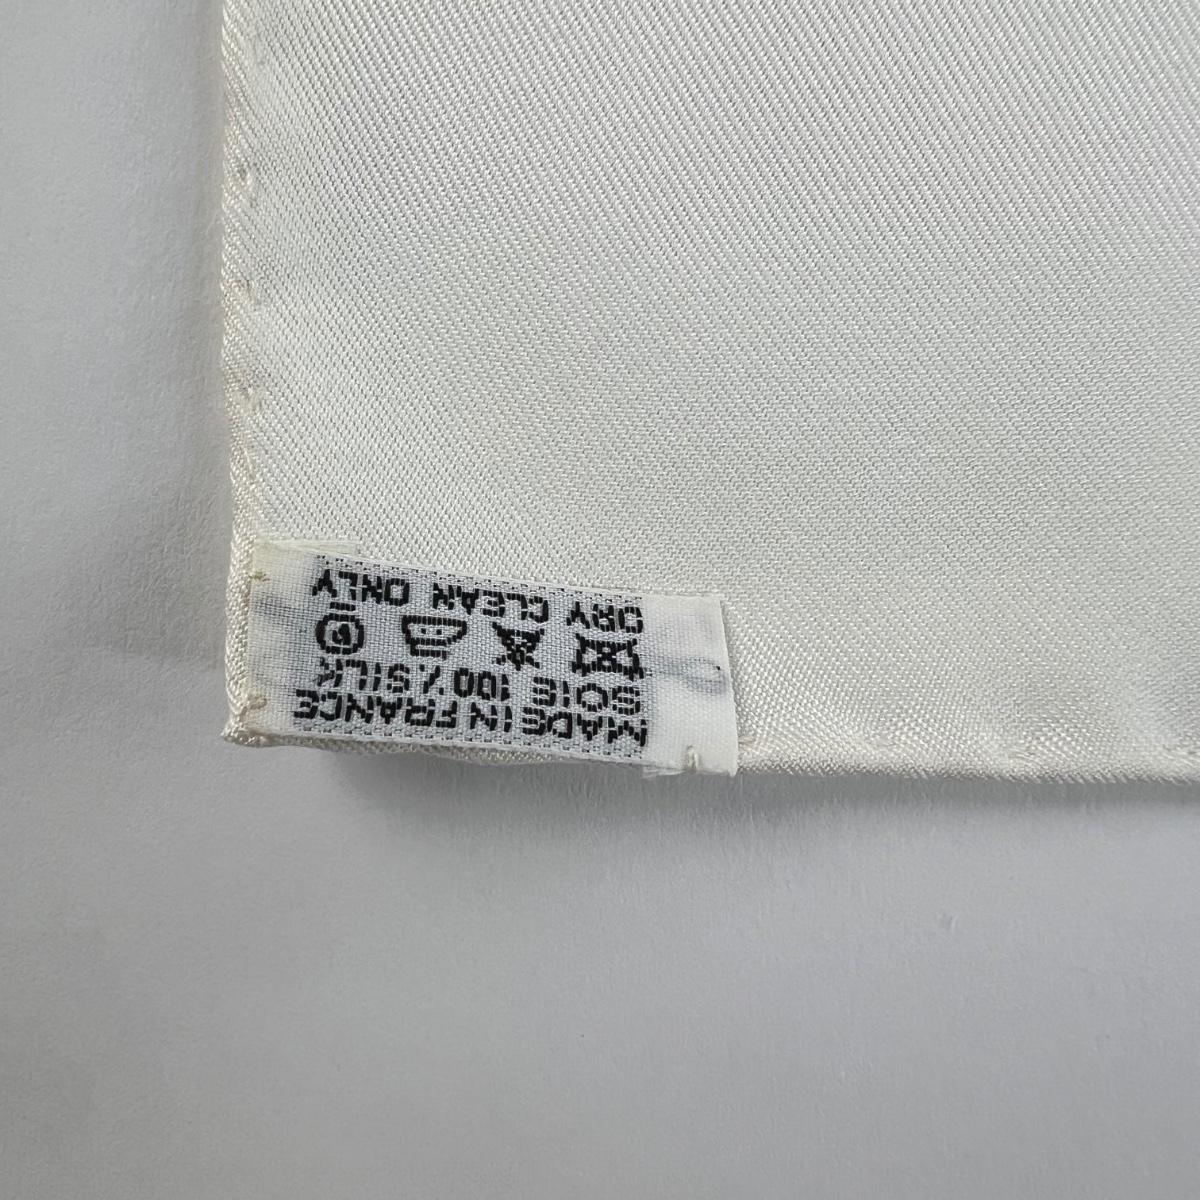 MADE IN FRANCE
SOIE 100% SILK
DRY CLEAN ONLY